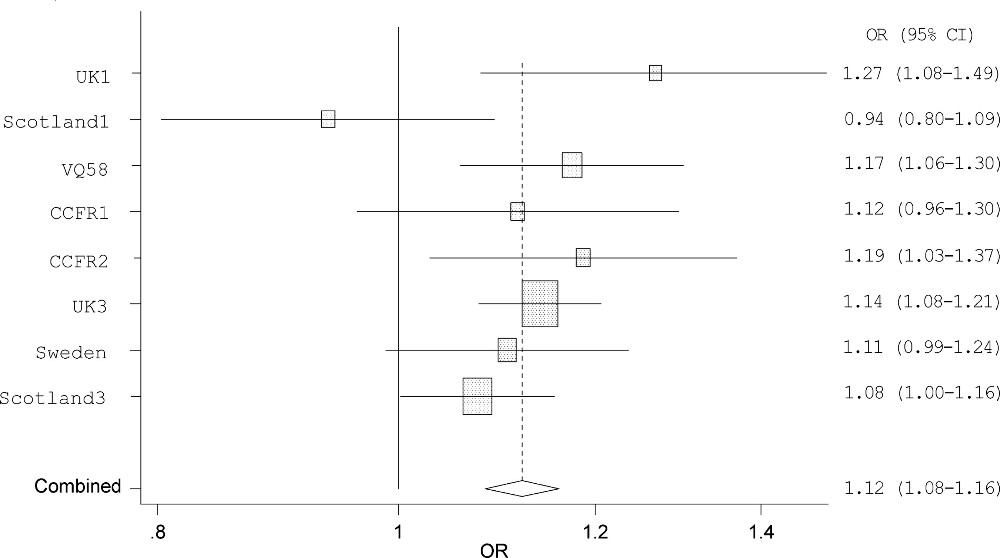 OR (95% CI)
UK1 1.27 (1.08-1.49)
Scotland1 0.94 (0.80-1.09)
VQ58 1.17 (1.06-1.30)
CCFR1 1.12 (0.96-1.30)
CCFR2 1.19 (1.03-1.37)
UK3 1.14 (1.08-1.21)
Sweden 1.11 (0.99-1.24)
Scotland3 1.08 (1.00-1.16)
Combined 1.12 (1.08-1.16)
.8 1 1.2 1.4
OR